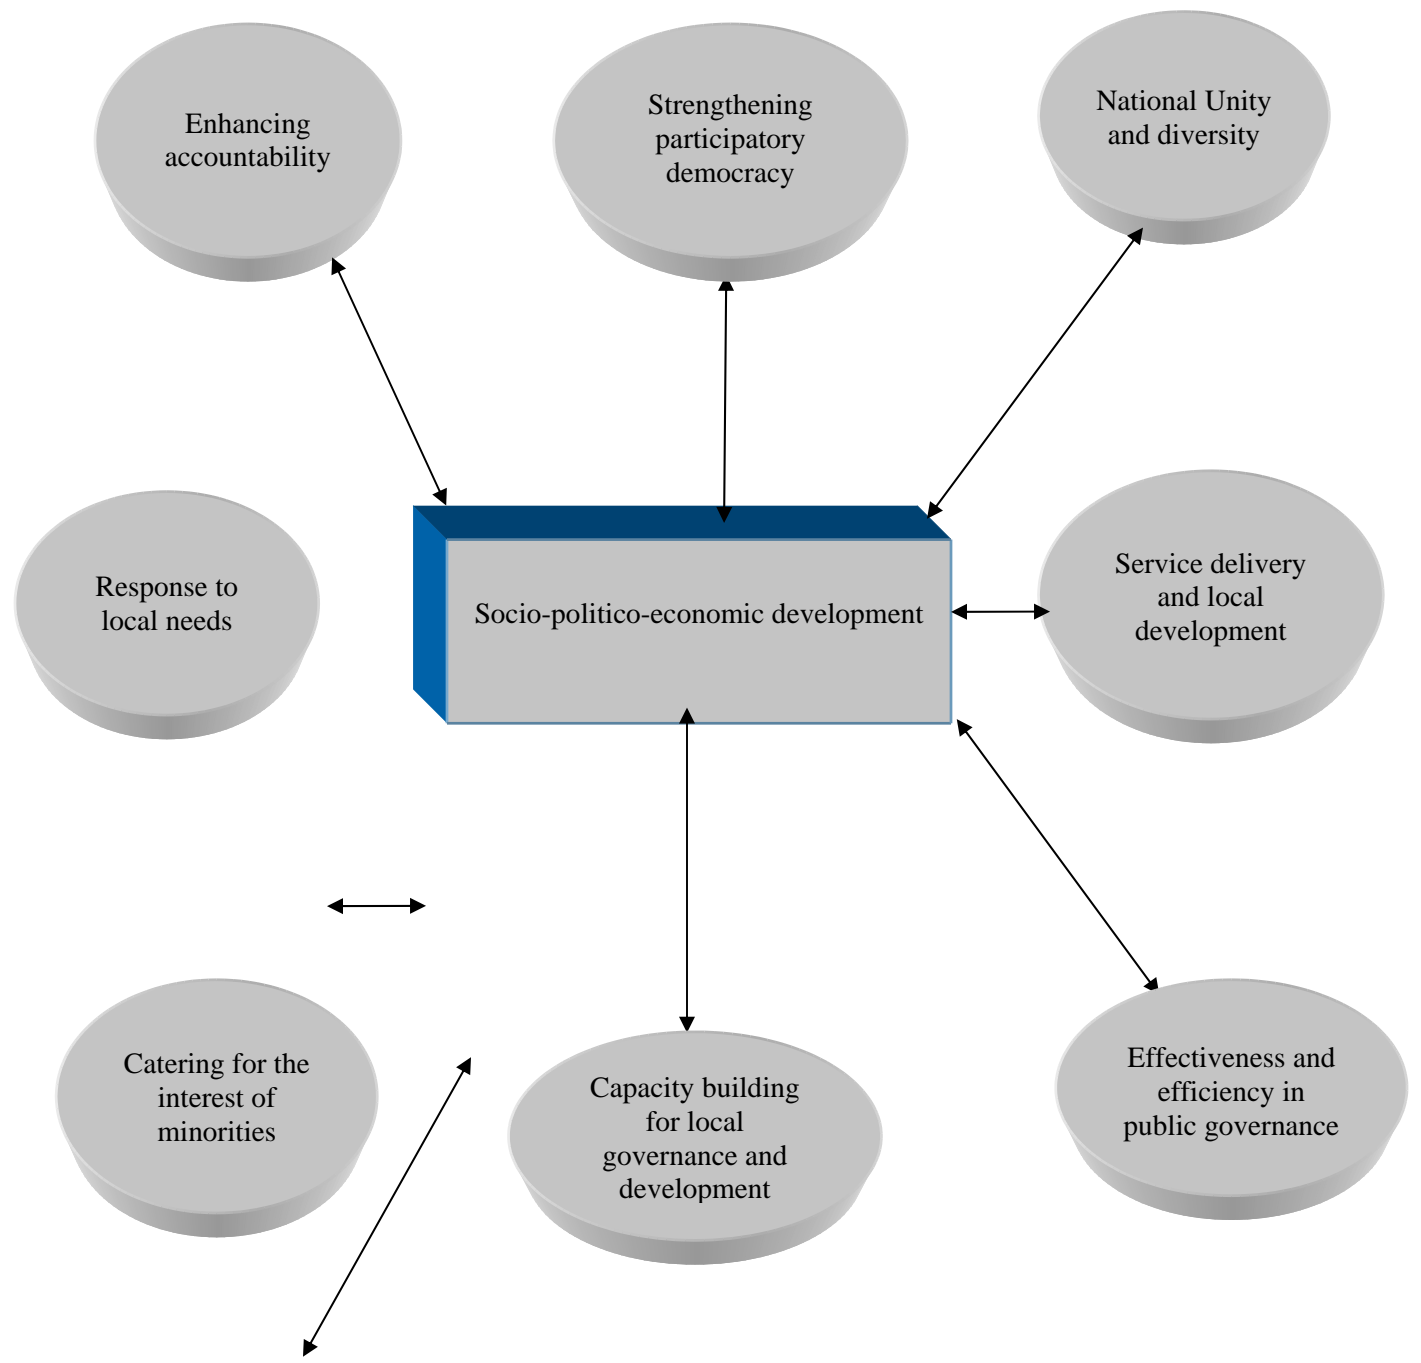 Enhancing
accountability
Strengthening
participatory
democracy
National Unity
and diversity
Response to
local needs
Socio-politico-economic development
Service delivery
and local
development
Catering for the
interest of
minorities
Capacity building
for local
governance and
development
Effectiveness and
efficiency in
public governance